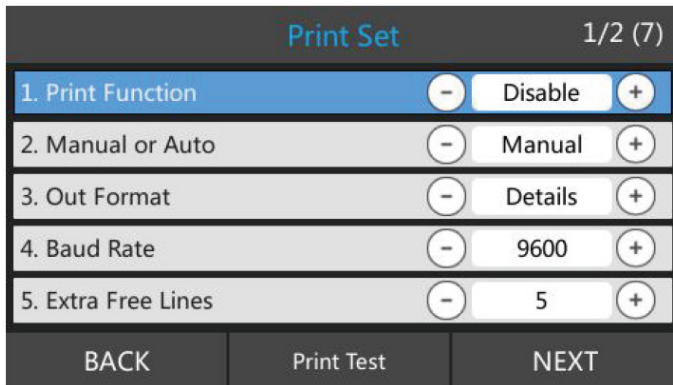 Print Set 1/2 (7)
1. Print Function - Disable +
2. Manual or Auto - Manual +
3. Out Format - Details +
4. Baud Rate - 9600 +
5. Extra Free Lines - 5 +
BACK Print Test NEXT